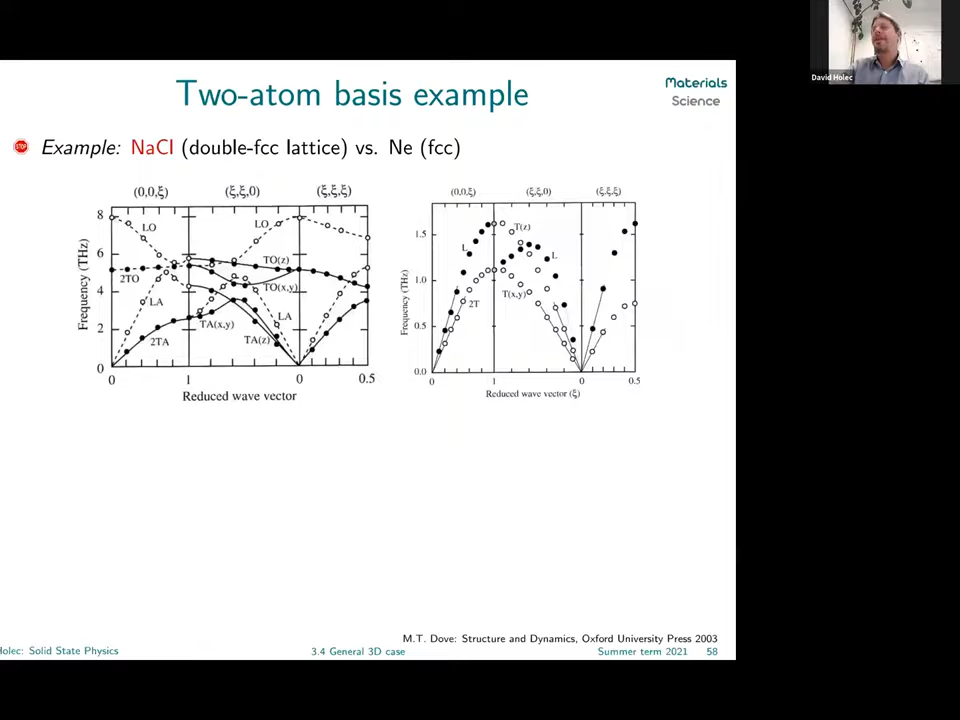 David Holec
Two-atom basis example
Materials
Science
STOP
Example: NaCl (double-fcc lattice) vs. Ne (fcc)
(0,0,ξ) (ξ,ξ,0) (ξ,ξ,ξ)
8
6
4
2
0
Frequency (THz)
LO LO
2TO TO(z)
TO(x,y)
LA LA
TA(x,y)
2TA TA(z)
0 1 0 0.5
Reduced wave vector
(0,0,ξ) (ξ,ξ,0) (ξ,ξ,ξ)
1.5
1.0
0.5
0.0
Frequency (THz)
L T(z) L
2T T(x,y)
0 1 0 0.5
Reduced wave vector (ξ)
M.T. Dove: Structure and Dynamics, Oxford University Press 2003
Holec: Solid State Physics 3.4 General 3D case Summer term 2021 58